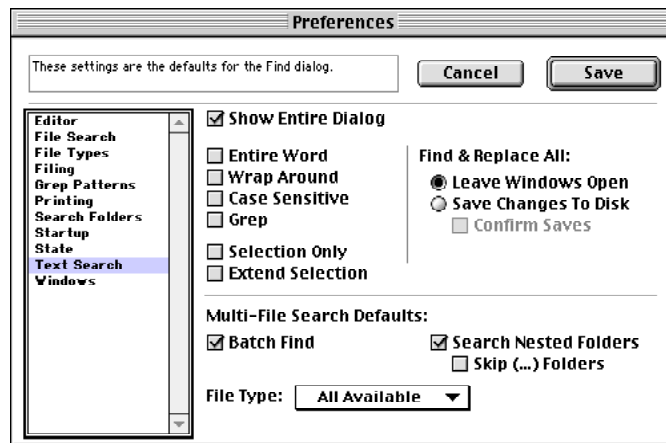 Preferences
These settings are the defaults for the Find dialog.
Cancel
Save
Editor
File Search
File Types
Filing
Grep Patterns
Printing
Search Folders
Startup
State
Text Search
Windows
Show Entire Dialog
Entire Word
Wrap Around
Case Sensitive
Grep
Selection Only
Extend Selection
Find & Replace All:
Leave Windows Open
Save Changes To Disk
Confirm Saves
Multi-File Search Defaults:
Batch Find
Search Nested Folders
Skip (...) Folders
File Type:
All Available